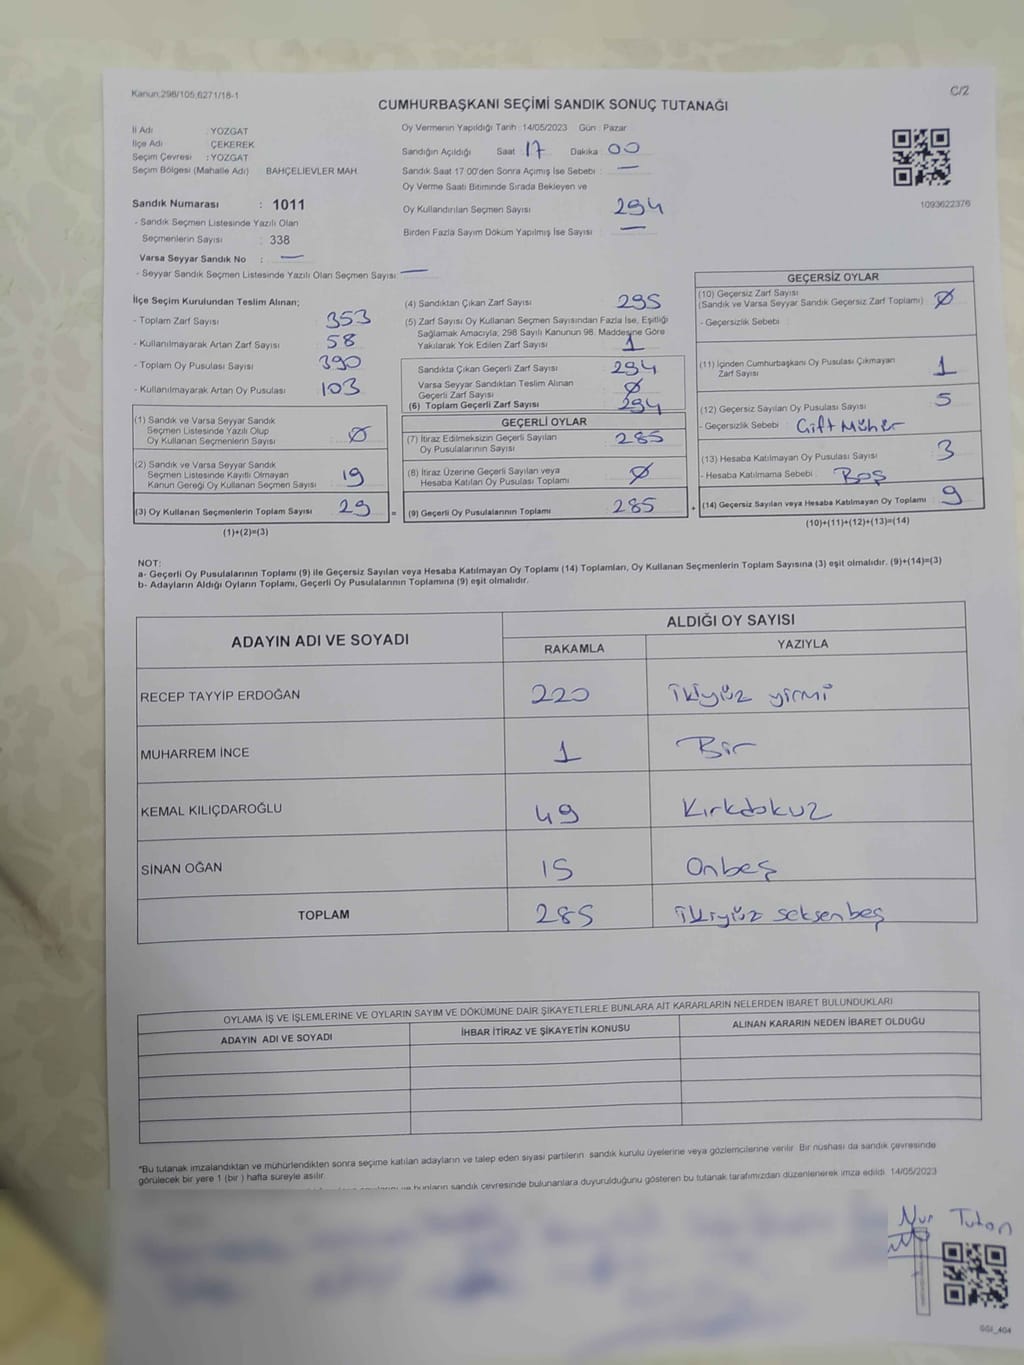 Kanun:298/105,6271/18-1
C/2
CUMHURBAŞKANI SEÇİMİ SANDIK SONUÇ TUTANAĞI
İl Adı : YOZGAT
İlçe Adı ÇEKEREK
Seçim Çevresi : YOZGAT
Seçim Bölgesi (Mahalle Adı) BAHÇELİEVLER MAH.
Sandık Numarası : 1011
- Sandık Seçmen Listesinde Yazılı Olan
Seçmenlerin Sayısı : 338
Varsa Seyyar Sandık No : —
- Seyyar Sandık Seçmen Listesinde Yazılı Olan Seçmen Sayısı : —
Oy Vermenin Yapıldığı Tarih : 14/05/2023 Gün : Pazar
Sandığın Açıldığı Saat : 17 Dakika : 00
Sandık Saat 17:00'den Sonra Açımış İse Sebebi : —
Oy Verme Saati Bitiminde Sırada Bekleyen ve
Oy Kullandırılan Seçmen Sayısı 294
Birden Fazla Sayım Döküm Yapılmış İse Sayısı : —
1093622376
İlçe Seçim Kurulundan Teslim Alınan;
- Toplam Zarf Sayısı : 353
- Kullanılmayarak Artan Zarf Sayısı : 58
- Toplam Oy Pusulası Sayısı : 390
- Kullanılmayarak Artan Oy Pusulası : 103
(1) Sandık ve Varsa Seyyar Sandık
Seçmen Listesinde Yazılı Olup
Oy Kullanan Seçmenlerin Sayısı : Ø
(2) Sandık ve Varsa Seyyar Sandık
Seçmen Listesinde Kayıtlı Olmayan
Kanun Gereği Oy Kullanan Seçmen Sayısı : 19
(3) Oy Kullanan Seçmenlerin Toplam Sayısı : 29
(1)+(2)=(3)
(4) Sandıktan Çıkan Zarf Sayısı : 295
(5) Zarf Sayısı Oy Kullanan Seçmen Sayısından Fazla İse, Eşitliği
Sağlamak Amacıyla; 298 Sayılı Kanunun 98. Maddesine Göre
Yakılarak Yok Edilen Zarf Sayısı : 1
Sandıkta Çıkan Geçerli Zarf Sayısı : 294
Varsa Seyyar Sandıktan Teslim Alınan
Geçerli Zarf Sayısı : Ø
(6) Toplam Geçerli Zarf Sayısı : 294
GEÇERLİ OYLAR
(7) İtiraz Edilmeksizin Geçerli Sayılan
Oy Pusulalarının Sayısı : 285
(8) İtiraz Üzerine Geçerli Sayılan veya
Hesaba Katılan Oy Pusulası Toplamı : Ø
= (9) Geçerli Oy Pusulalarının Toplamı : 285 +
GEÇERSİZ OYLAR
(10) Geçersiz Zarf Sayısı
(Sandık ve Varsa Seyyar Sandık Geçersiz Zarf Toplamı) : Ø
- Geçersizlik Sebebi :
(11) İçinden Cumhurbaşkanı Oy Pusulası Çıkmayan
Zarf Sayısı : 1
(12) Geçersiz Sayılan Oy Pusulası Sayısı : 5
- Geçersizlik Sebebi : Çift Mühür
(13) Hesaba Katılmayan Oy Pusulası Sayısı : 3
- Hesaba Katılmama Sebebi : Boş
(14) Geçersiz Sayılan veya Hesaba Katılmayan Oy Toplamı : 9
(10)+(11)+(12)+(13)=(14)
NOT:
a- Geçerli Oy Pusulalarının Toplamı (9) ile Geçersiz Sayılan veya Hesaba Katılmayan Oy Toplamı (14) Toplamları, Oy Kullanan Seçmenlerin Toplam Sayısına (3) eşit olmalıdır. (9)+(14)=(3)
b- Adayların Aldığı Oyların Toplamı, Geçerli Oy Pusulalarının Toplamına (9) eşit olmalıdır.
ADAYIN ADI VE SOYADI
ALDIĞI OY SAYISI
RAKAMLA YAZIYLA
RECEP TAYYİP ERDOĞAN 220 ikiyüz yirmi
MUHARREM İNCE 1 Bir
KEMAL KILIÇDAROĞLU 49 Kırkdokuz
SİNAN OĞAN 15 Onbeş
TOPLAM 285 ikiyüz seksenbeş
OYLAMA İŞ VE İŞLEMLERİNE VE OYLARIN SAYIM VE DÖKÜMÜNE DAİR ŞİKAYETLERLE BUNLARA AİT KARARLARIN NELERDEN İBARET BULUNDUKLARI
ADAYIN ADI VE SOYADI İHBAR İTİRAZ VE ŞİKAYETİN KONUSU ALINAN KARARIN NEDEN İBARET OLDUĞU
*Bu tutanak imzalandıktan ve mühürlendikten sonra seçime katılan adayların ve talep eden siyasi partilerin sandık kurulu üyelerine veya gözlemcilerine verilir. Bir nüshası da sandık çevresinde
görülecek bir yere 1 (bir ) hafta süreyle asılır.
bunların sandık çevresinde bulunanlara duyurulduğunu gösteren bu tutanak tarafımızdan düzenlenerek imza edildi. 14/05/2023
Nur Tutan
GGI_404